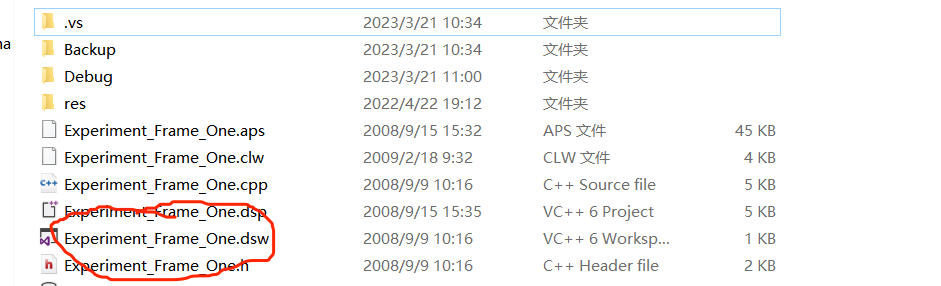 na
.vs 2023/3/21 10:34 文件夹
Backup 2023/3/21 10:34 文件夹
Debug 2023/3/21 11:00 文件夹
res 2022/4/22 19:12 文件夹
Experiment_Frame_One.aps 2008/9/15 15:32 APS 文件 45 KB
Experiment_Frame_One.clw 2009/2/18 9:32 CLW 文件 4 KB
Experiment_Frame_One.cpp 2008/9/9 10:16 C++ Source file 5 KB
Experiment_Frame_One.dsp 2008/9/15 15:35 VC++ 6 Project 5 KB
Experiment_Frame_One.dsw 2008/9/9 10:16 VC++ 6 Worksp... 1 KB
Experiment_Frame_One.h 2008/9/9 10:16 C++ Header file 2 KB